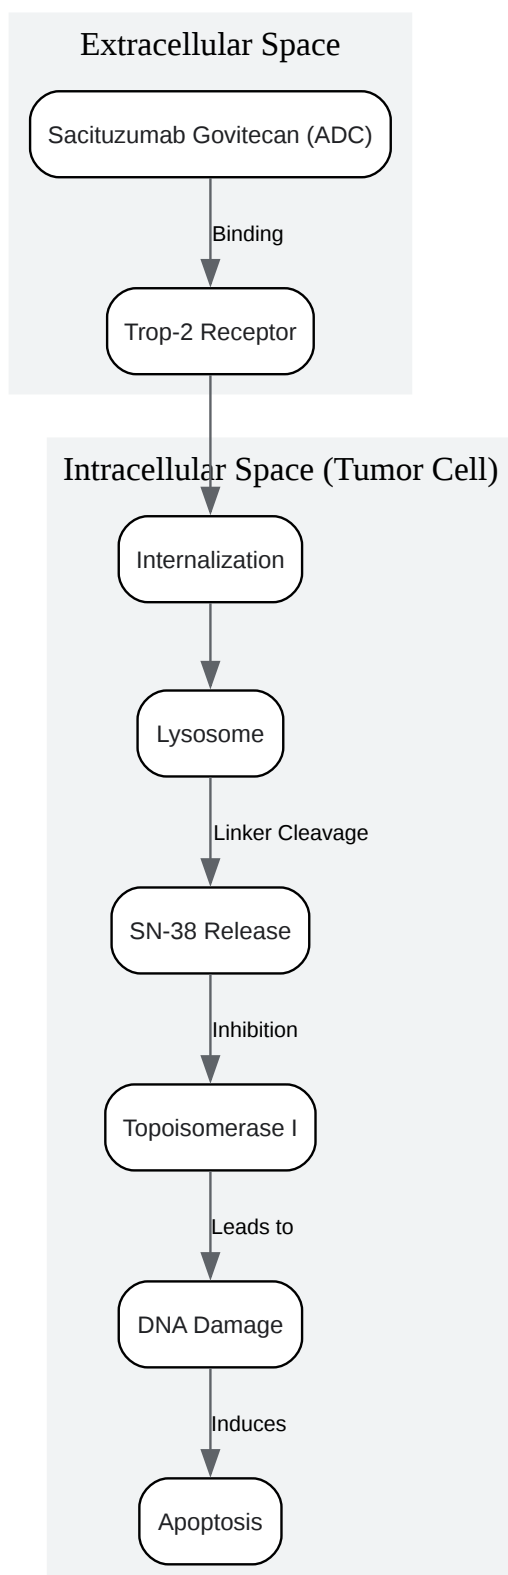 Extracellular Space
Sacituzumab Govitecan (ADC)
Binding
Trop-2 Receptor
Intracellular Space (Tumor Cell)
Internalization
Lysosome
Linker Cleavage
SN-38 Release
Inhibition
Topoisomerase I
Leads to
DNA Damage
Induces
Apoptosis